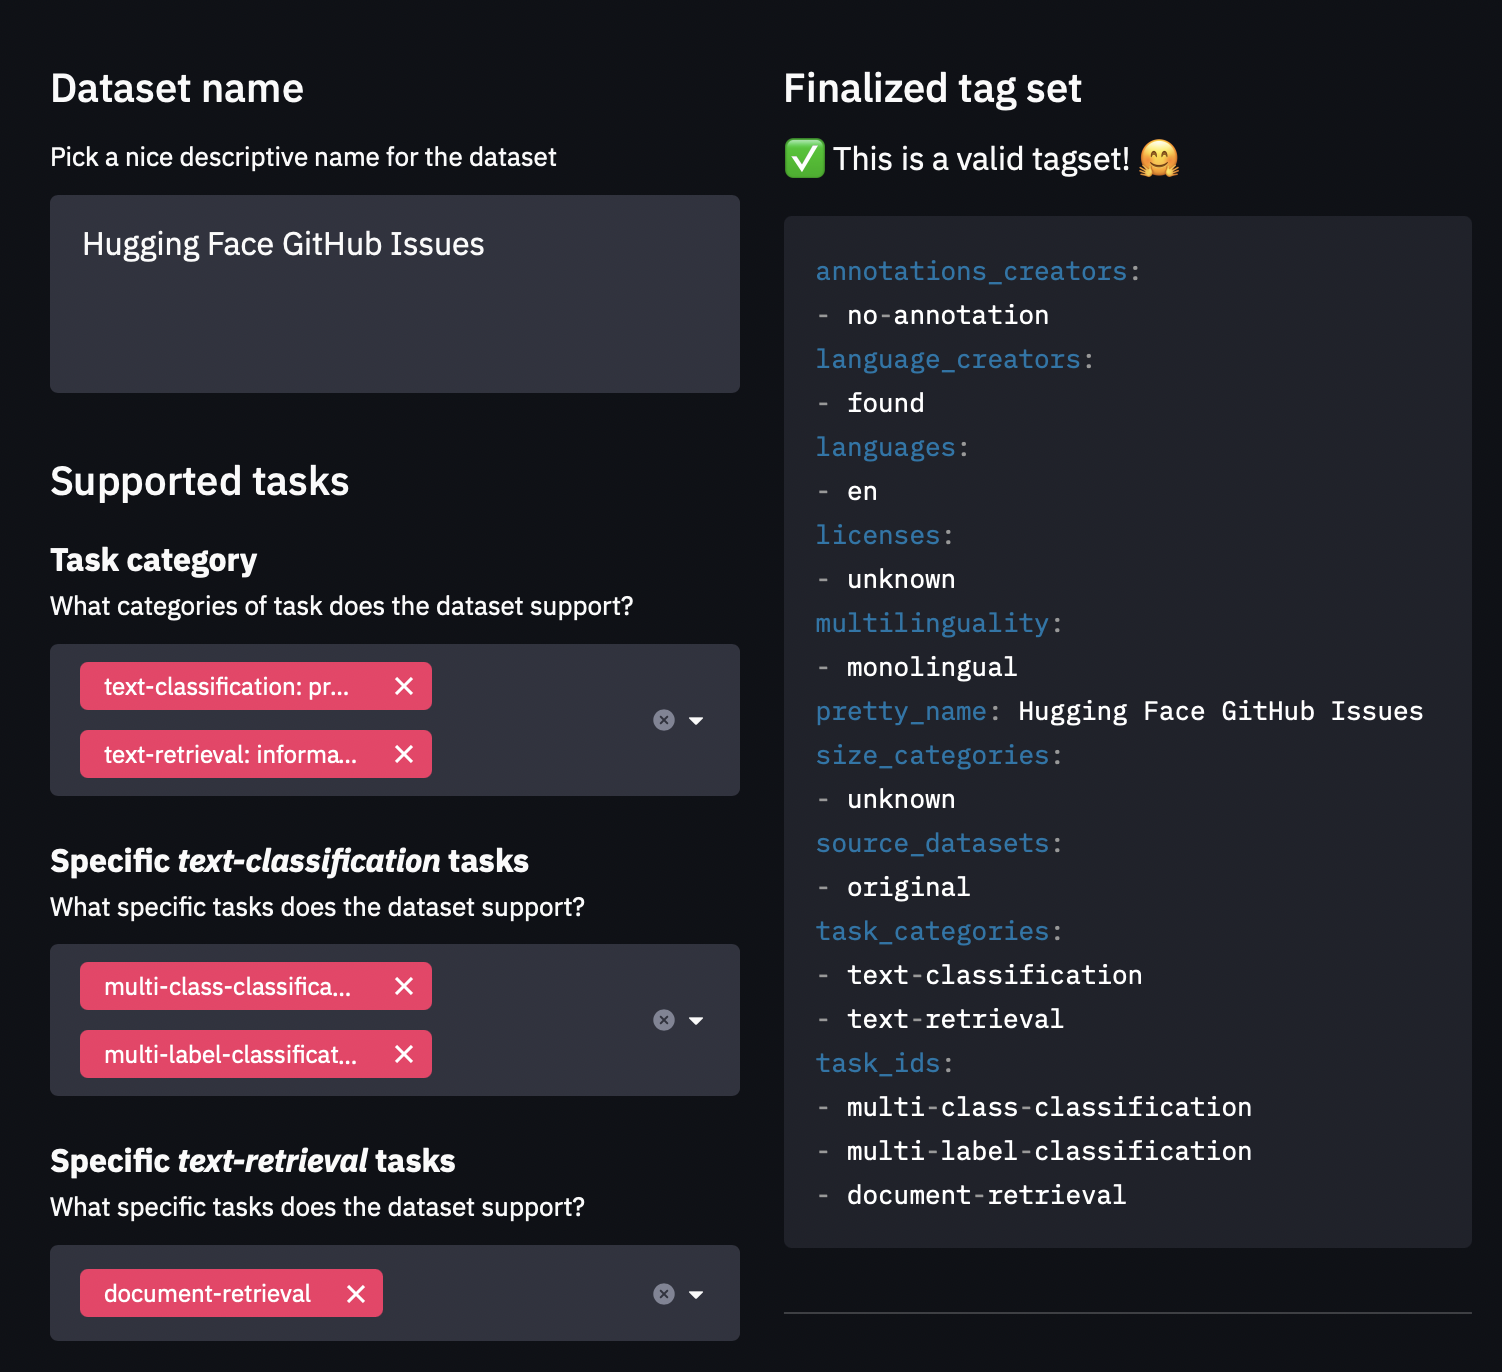 Dataset name
Pick a nice descriptive name for the dataset
Hugging Face GitHub Issues
Supported tasks
Task category
What categories of task does the dataset support?
text-classification: pr...
text-retrieval: informa...
Specific text-classification tasks
What specific tasks does the dataset support?
multi-class-classifica...
multi-label-classificat...
Specific text-retrieval tasks
What specific tasks does the dataset support?
document-retrieval
Finalized tag set
✅ This is a valid tagset! 🤗
annotations_creators:
- no-annotation
language_creators:
- found
languages:
- en
licenses:
- unknown
multilinguality:
- monolingual
pretty_name: Hugging Face GitHub Issues
size_categories:
- unknown
source_datasets:
- original
task_categories:
- text-classification
- text-retrieval
task_ids:
- multi-class-classification
- multi-label-classification
- document-retrieval